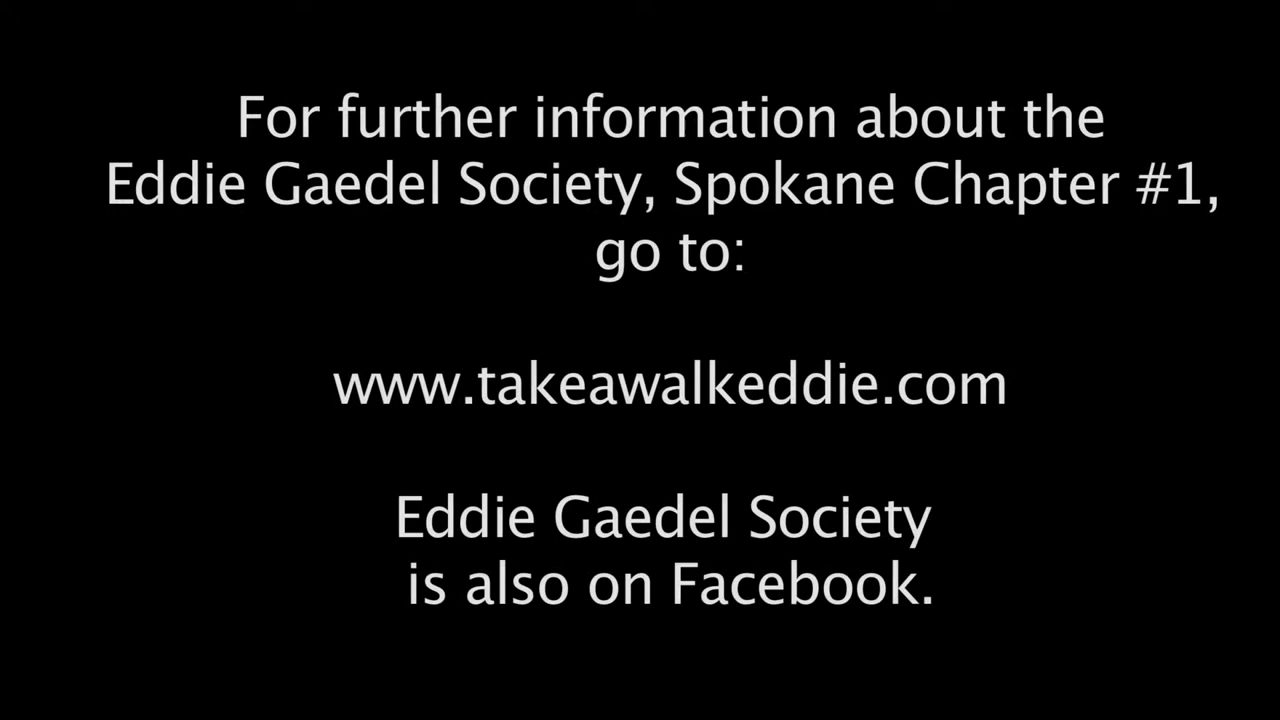 For further information about the
Eddie Gaedel Society, Spokane Chapter #1,
go to:
www.takeawalkeddie.com
Eddie Gaedel Society
is also on Facebook.